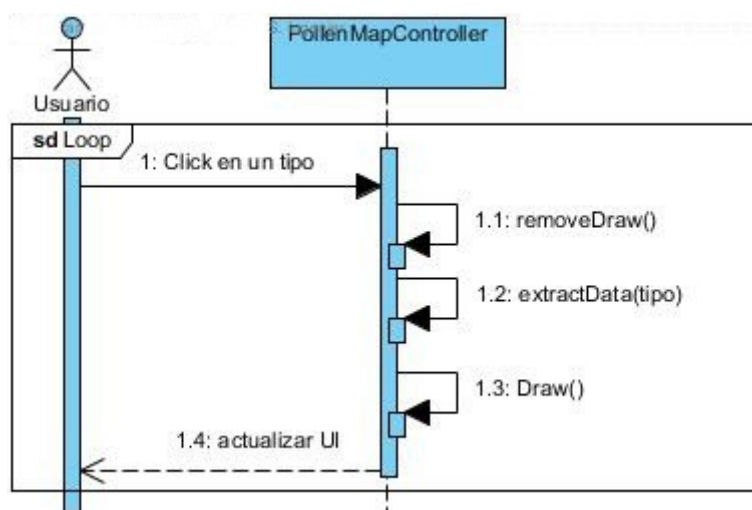 PollenMapController
Usuario
sd Loop
1: Click en un tipo
1.1: removeDraw()
1.2: extractData(tipo)
1.3: Draw()
1.4: actualizar UI